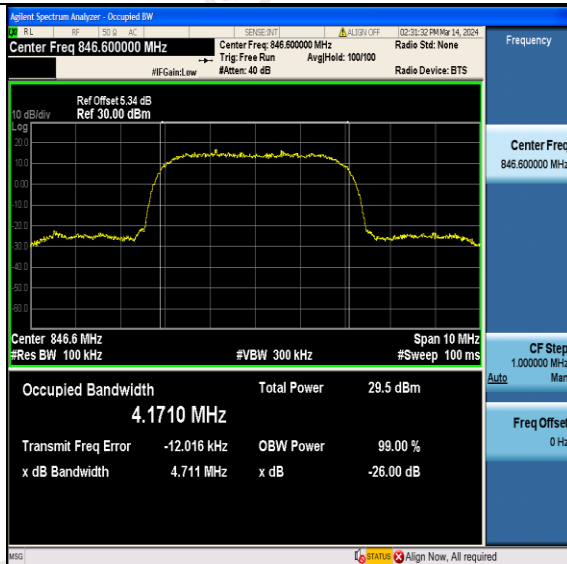 Agilent Spectrum Analyzer - Occupied BW
RL RF 50 Ω AC SENSE:INT ALIGN OFF 02:31:32 PM Mar 14, 2024
Center Freq 846.600000 MHz Center Freq: 846.600000 MHz Radio Std: None
Trig: Free Run Avg|Hold: 100/100
#IFGain:Low #Atten: 40 dB Radio Device: BTS
Frequency
Ref Offset 5.34 dB
10 dB/div Ref 30.00 dBm
Log
20.0
10.0
0.00
-10.0
-20.0
-30.0
-40.0
-50.0
-60.0
Center Freq
846.600000 MHz
Center 846.6 MHz Span 10 MHz
#Res BW 100 kHz #VBW 300 kHz #Sweep 100 ms
CF Step
1.000000 MHz
Auto Man
Occupied Bandwidth Total Power 29.5 dBm
4.1710 MHz
Transmit Freq Error -12.016 kHz OBW Power 99.00 %
x dB Bandwidth 4.711 MHz x dB -26.00 dB
Freq Offset
0 Hz
MSG STATUS Align Now, All required